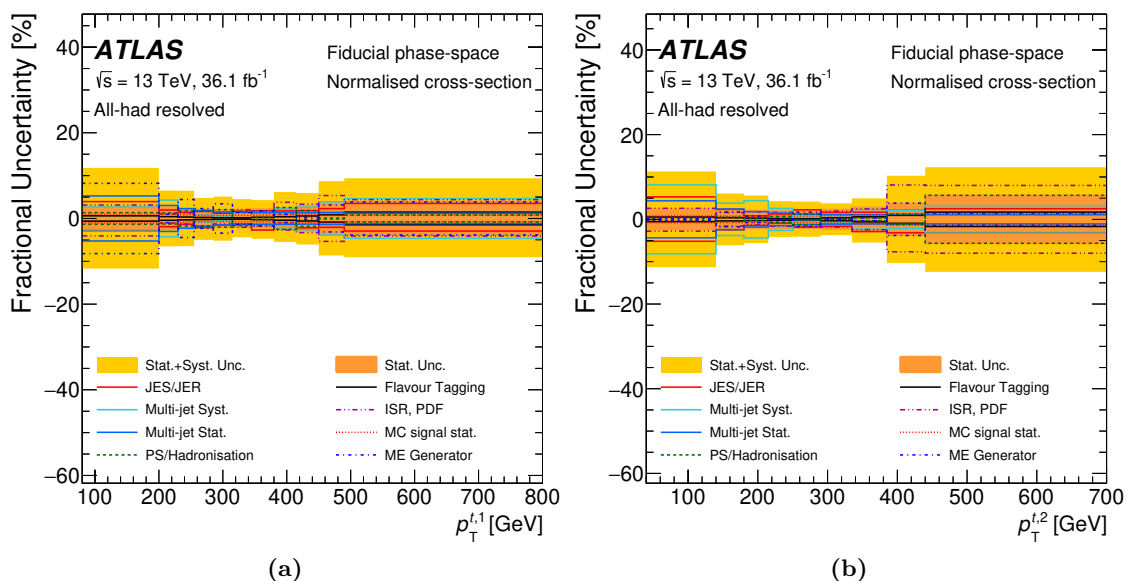 Fractional Uncertainty [%]
40
20
0
−20
−40
−60
ATLAS
√s = 13 TeV, 36.1 fb⁻¹
All-had resolved
Fiducial phase-space
Normalised cross-section
Stat.+Syst. Unc.
Stat. Unc.
JES/JER
Flavour Tagging
Multi-jet Syst.
ISR, PDF
Multi-jet Stat.
MC signal stat.
PS/Hadronisation
ME Generator
100 200 300 400 500 600 700 800
p_T^{t,1} [GeV]
(a)
Fractional Uncertainty [%]
40
20
0
−20
−40
−60
ATLAS
√s = 13 TeV, 36.1 fb⁻¹
All-had resolved
Fiducial phase-space
Normalised cross-section
Stat.+Syst. Unc.
Stat. Unc.
JES/JER
Flavour Tagging
Multi-jet Syst.
ISR, PDF
Multi-jet Stat.
MC signal stat.
PS/Hadronisation
ME Generator
100 200 300 400 500 600 700
p_T^{t,2} [GeV]
(b)